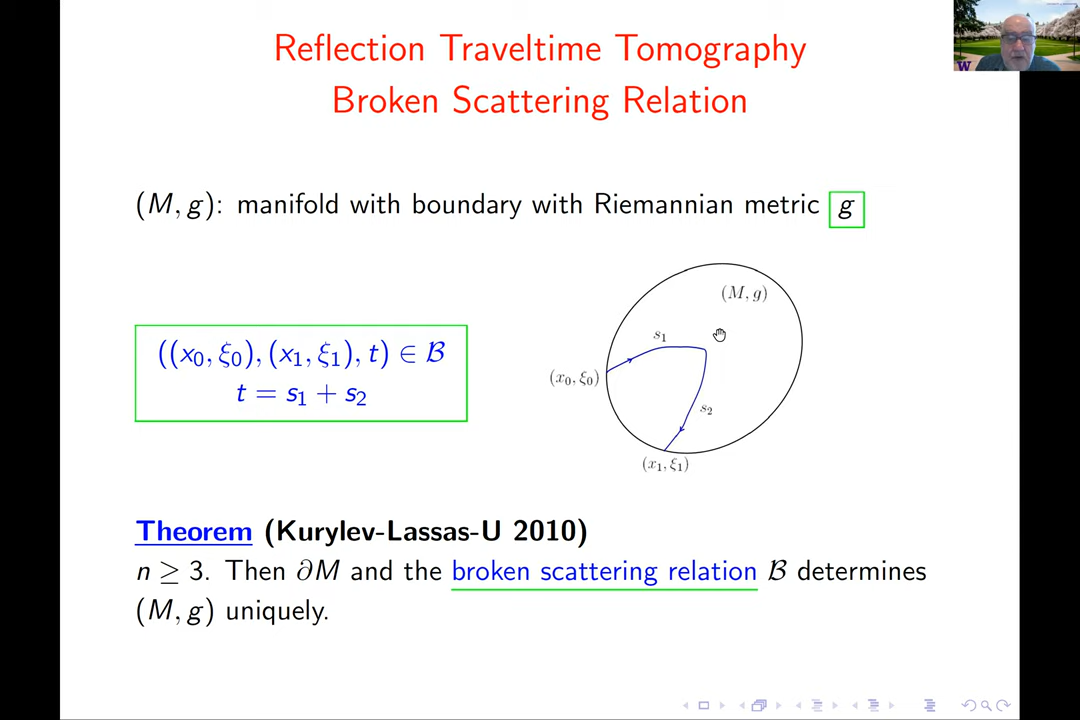 Reflection Traveltime Tomography
Broken Scattering Relation
W
(M, g): manifold with boundary with Riemannian metric g
(M, g)
s₁
((x₀, ξ₀), (x₁, ξ₁), t) ∈ ℬ
t = s₁ + s₂
(x₀, ξ₀)
s₂
(x₁, ξ₁)
Theorem (Kurylev-Lassas-U 2010)
n ≥ 3. Then ∂M and the broken scattering relation ℬ determines
(M, g) uniquely.